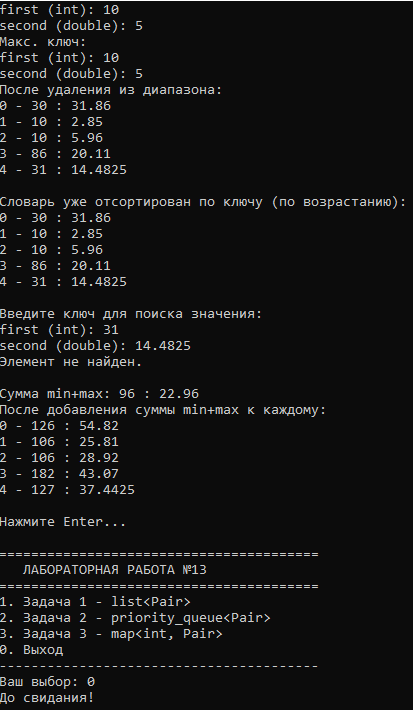 first (int): 10
second (double): 5
Макс. ключ:
first (int): 10
second (double): 5
После удаления из диапазона:
0 - 30 : 31.86
1 - 10 : 2.85
2 - 10 : 5.96
3 - 86 : 20.11
4 - 31 : 14.4825
Словарь уже отсортирован по ключу (по возрастанию):
0 - 30 : 31.86
1 - 10 : 2.85
2 - 10 : 5.96
3 - 86 : 20.11
4 - 31 : 14.4825
Введите ключ для поиска значения:
first (int): 31
second (double): 14.4825
Элемент не найден.
Сумма min+max: 96 : 22.96
После добавления суммы min+max к каждому:
0 - 126 : 54.82
1 - 106 : 25.81
2 - 106 : 28.92
3 - 182 : 43.07
4 - 127 : 37.4425
Нажмите Enter...
========================================
ЛАБОРАТОРНАЯ РАБОТА №13
========================================
1. Задача 1 - list<Pair>
2. Задача 2 - priority_queue<Pair>
3. Задача 3 - map<int, Pair>
0. Выход
----------------------------------------
Ваш выбор: 0
До свидания!